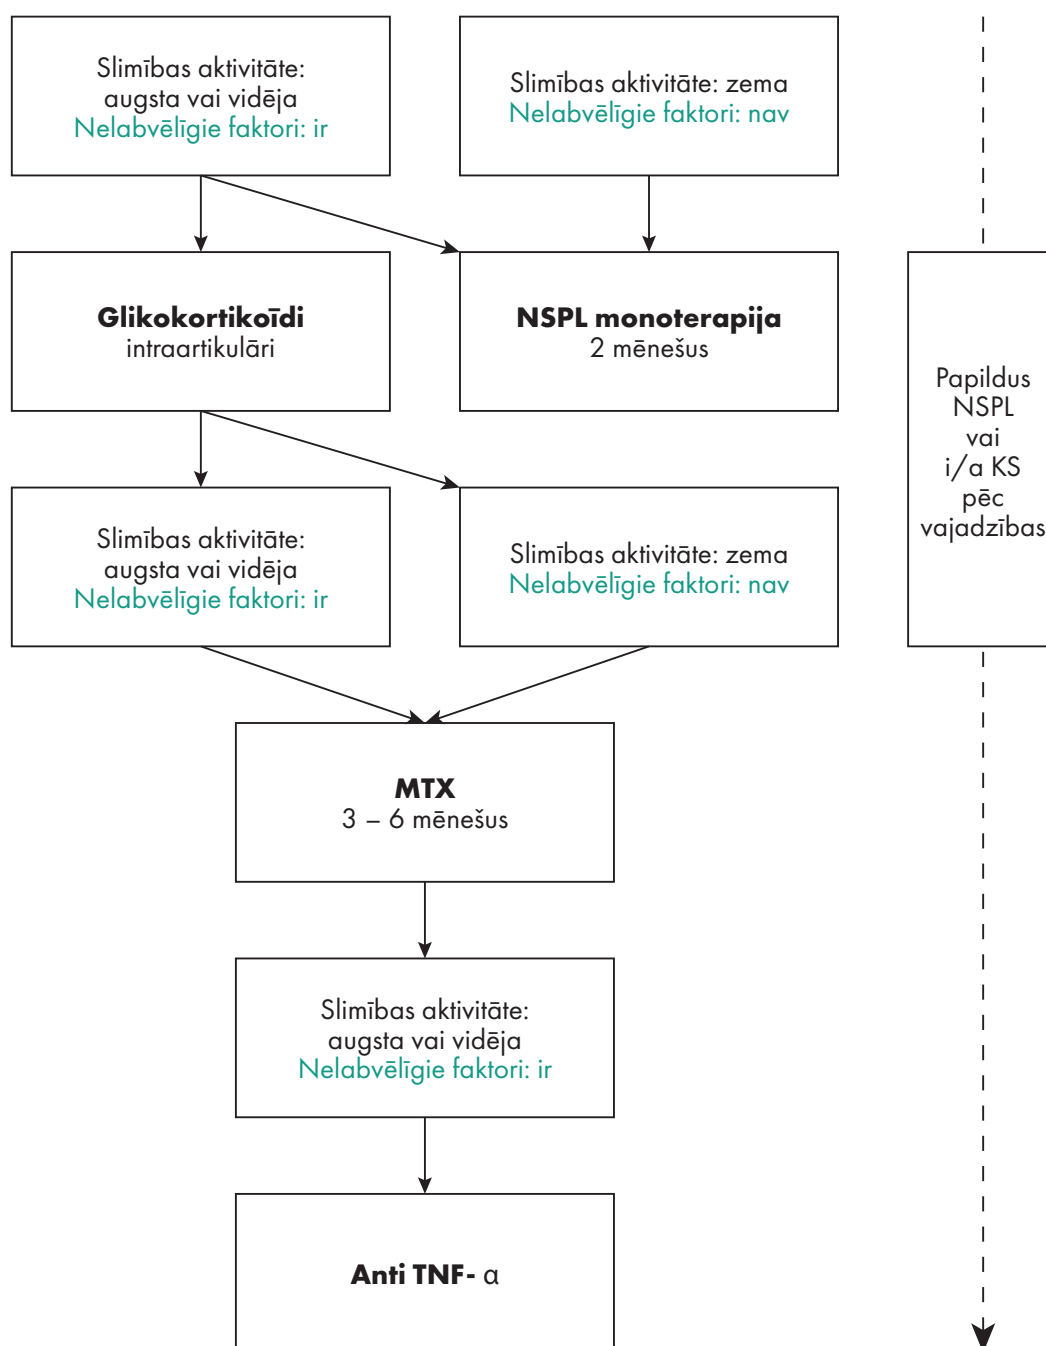 Slimības aktivitāte:
augsta vai vidēja
Nelabvēlīgie faktori: ir
Slimības aktivitāte: zema
Nelabvēlīgie faktori: nav
Glikokortikoīdi
intraartikulāri
NSPL monoterapija
2 mēnešus
Papildus
NSPL
vai
i/a KS
pēc
vajadzības
Slimības aktivitāte:
augsta vai vidēja
Nelabvēlīgie faktori: ir
Slimības aktivitāte: zema
Nelabvēlīgie faktori: nav
MTX
3 – 6 mēnešus
Slimības aktivitāte:
augsta vai vidēja
Nelabvēlīgie faktori: ir
Anti TNF- α